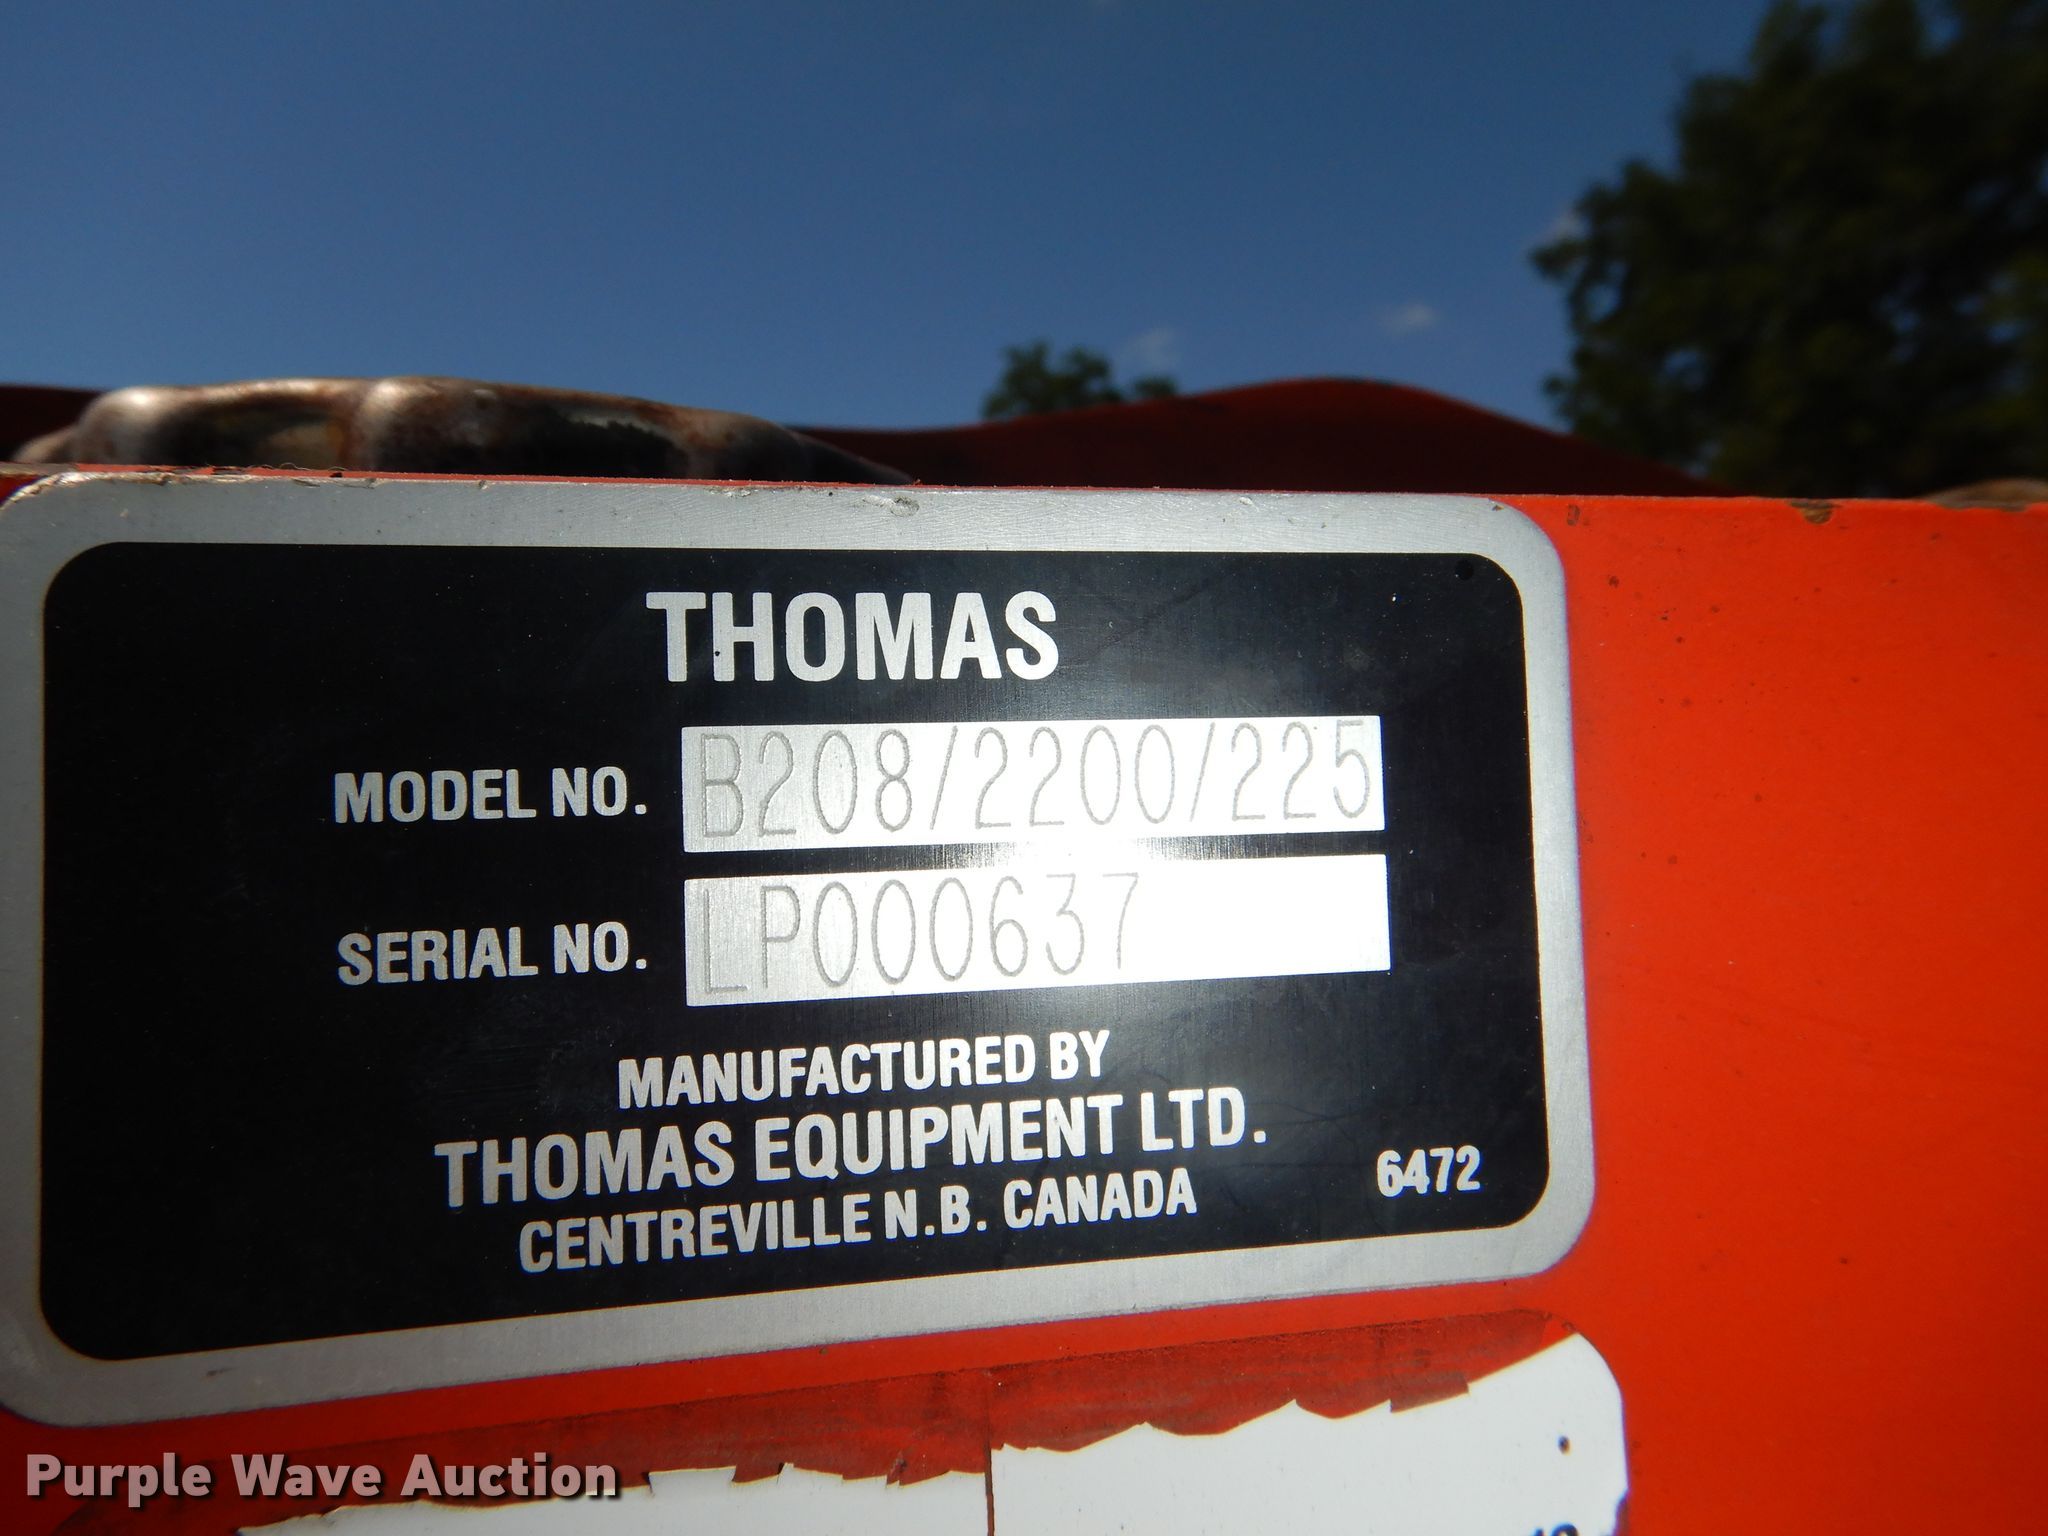 THOMAS
MODEL NO. B208/2200/225
SERIAL NO. LP000637
MANUFACTURED BY
THOMAS EQUIPMENT LTD.
CENTREVILLE N.B. CANADA 6472
Purple Wave Auction